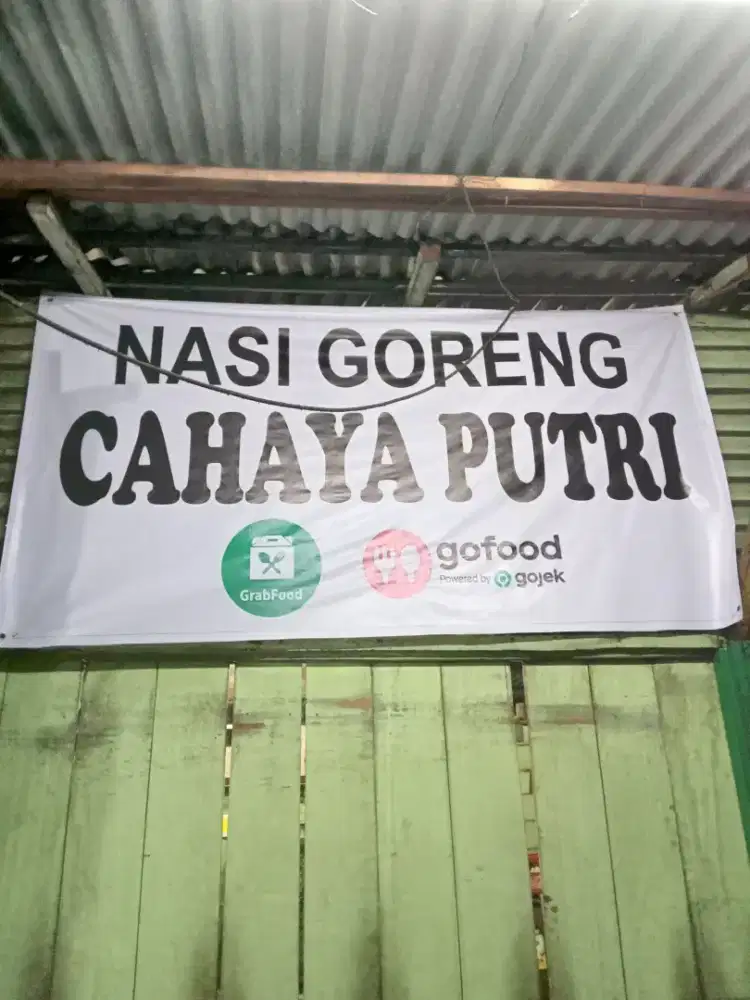 NASI GORENG
CAHAYA PUTRI
GrabFood
gofood
Powered by gojek